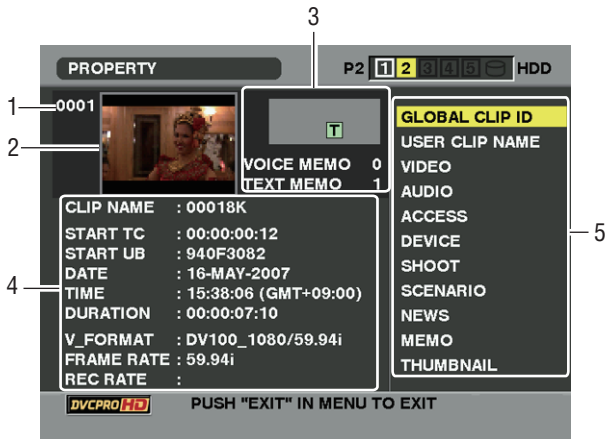 3
PROPERTY
P2 1 2 3 4 5 HDD
1
0001
2
T
VOICE MEMO 0
TEXT MEMO 1
GLOBAL CLIP ID
USER CLIP NAME
VIDEO
AUDIO
ACCESS
DEVICE
SHOOT
SCENARIO
NEWS
MEMO
THUMBNAIL
5
4
CLIP NAME : 00018K
START TC : 00:00:00:12
START UB : 940F3082
DATE : 16-MAY-2007
TIME : 15:38:06 (GMT+09:00)
DURATION : 00:00:07:10
V_FORMAT : DV100_1080/59.94i
FRAME RATE : 59.94i
REC RATE :
DVCPRO HD
PUSH "EXIT" IN MENU TO EXIT